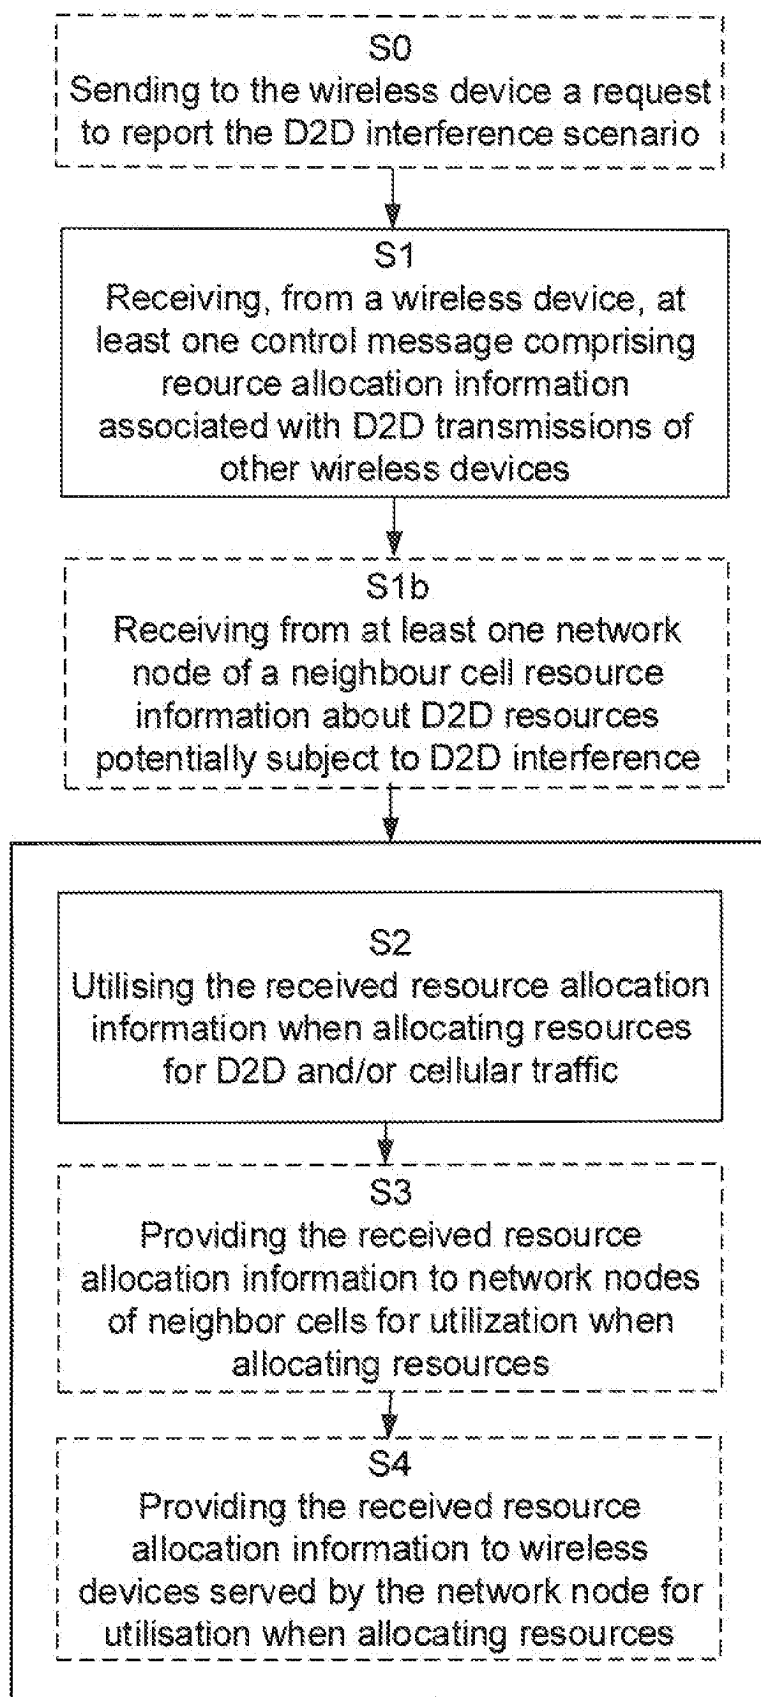 S0
Sending to the wireless device a request
to report the D2D interference scenario
S1
Receiving, from a wireless device, at
least one control message comprising
reource allocation information
associated with D2D transmissions of
other wireless devices
S1b
Receiving from at least one network
node of a neighbour cell resource
information about D2D resources
potentially subject to D2D interference
S2
Utilising the received resource allocation
information when allocating resources
for D2D and/or cellular traffic
S3
Providing the received resource
allocation information to network nodes
of neighbor cells for utilization when
allocating resources
S4
Providing the received resource
allocation information to wireless
devices served by the network node for
utilisation when allocating resources